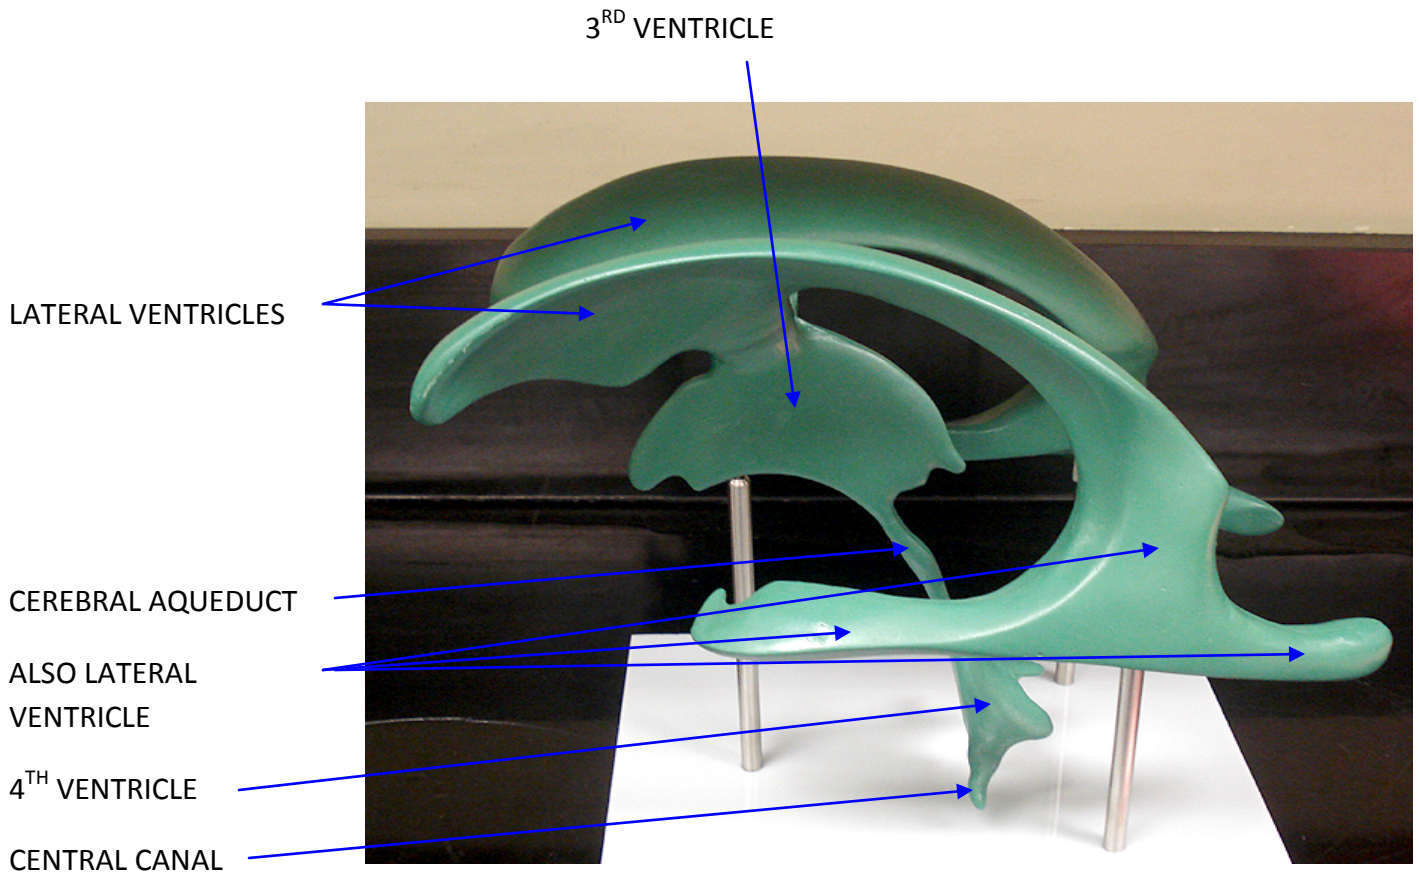 3RD VENTRICLE
LATERAL VENTRICLES
CEREBRAL AQUEDUCT
ALSO LATERAL
VENTRICLE
4TH VENTRICLE
CENTRAL CANAL